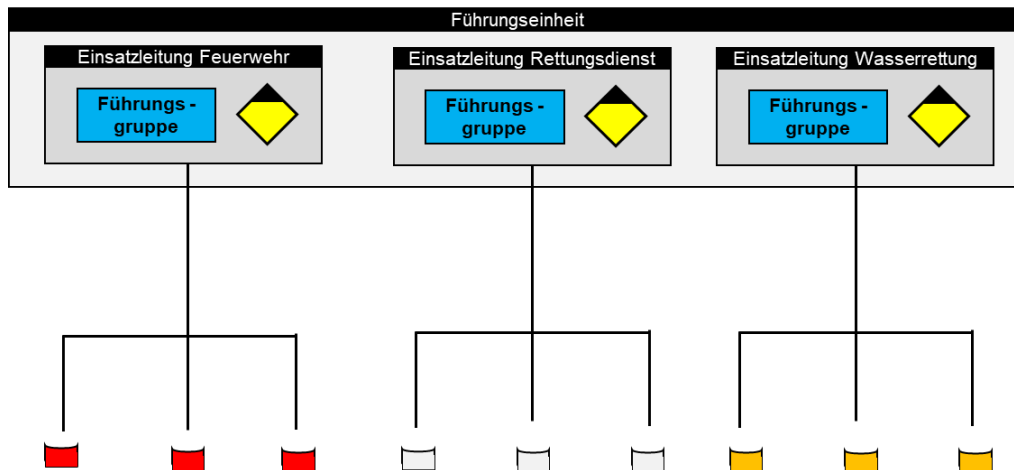 Führungseinheit
Einsatzleitung Feuerwehr
Führungs -
gruppe
Einsatzleitung Rettungsdienst
Führungs -
gruppe
Einsatzleitung Wasserrettung
Führungs -
gruppe